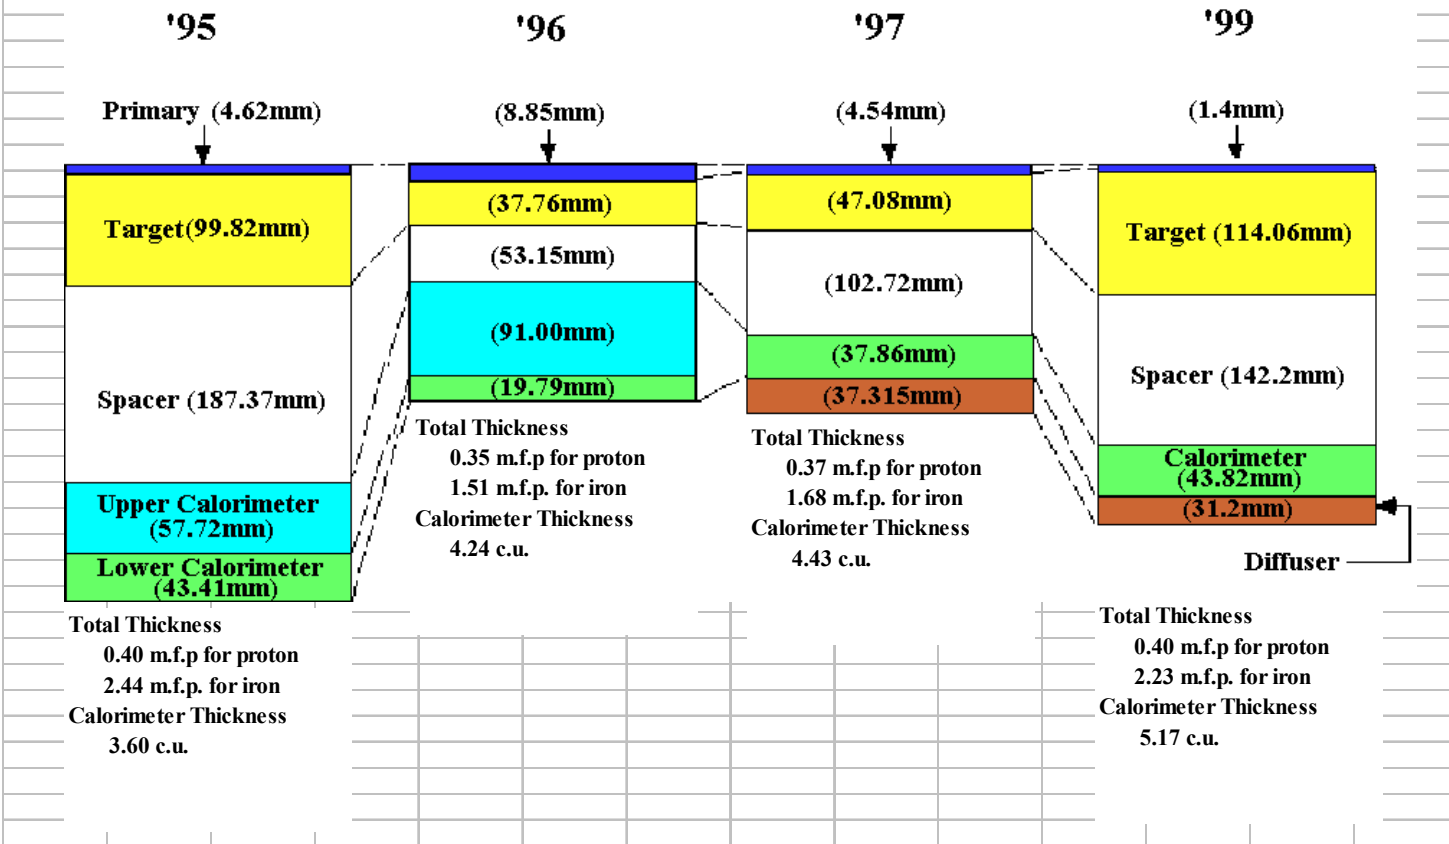 '95
'96
'97
'99
Primary (4.62mm)
(8.85mm)
(4.54mm)
(1.4mm)
Target(99.82mm)
Spacer (187.37mm)
Upper Calorimeter
(57.72mm)
Lower Calorimeter
(43.41mm)
Total Thickness
0.40 m.f.p for proton
2.44 m.f.p. for iron
Calorimeter Thickness
3.60 c.u.
(37.76mm)
(53.15mm)
(91.00mm)
(19.79mm)
Total Thickness
0.35 m.f.p for proton
1.51 m.f.p. for iron
Calorimeter Thickness
4.24 c.u.
(47.08mm)
(102.72mm)
(37.86mm)
(37.315mm)
Total Thickness
0.37 m.f.p for proton
1.68 m.f.p. for iron
Calorimeter Thickness
4.43 c.u.
Target (114.06mm)
Spacer (142.2mm)
Calorimeter
(43.82mm)
(31.2mm)
Diffuser
Total Thickness
0.40 m.f.p for proton
2.23 m.f.p. for iron
Calorimeter Thickness
5.17 c.u.